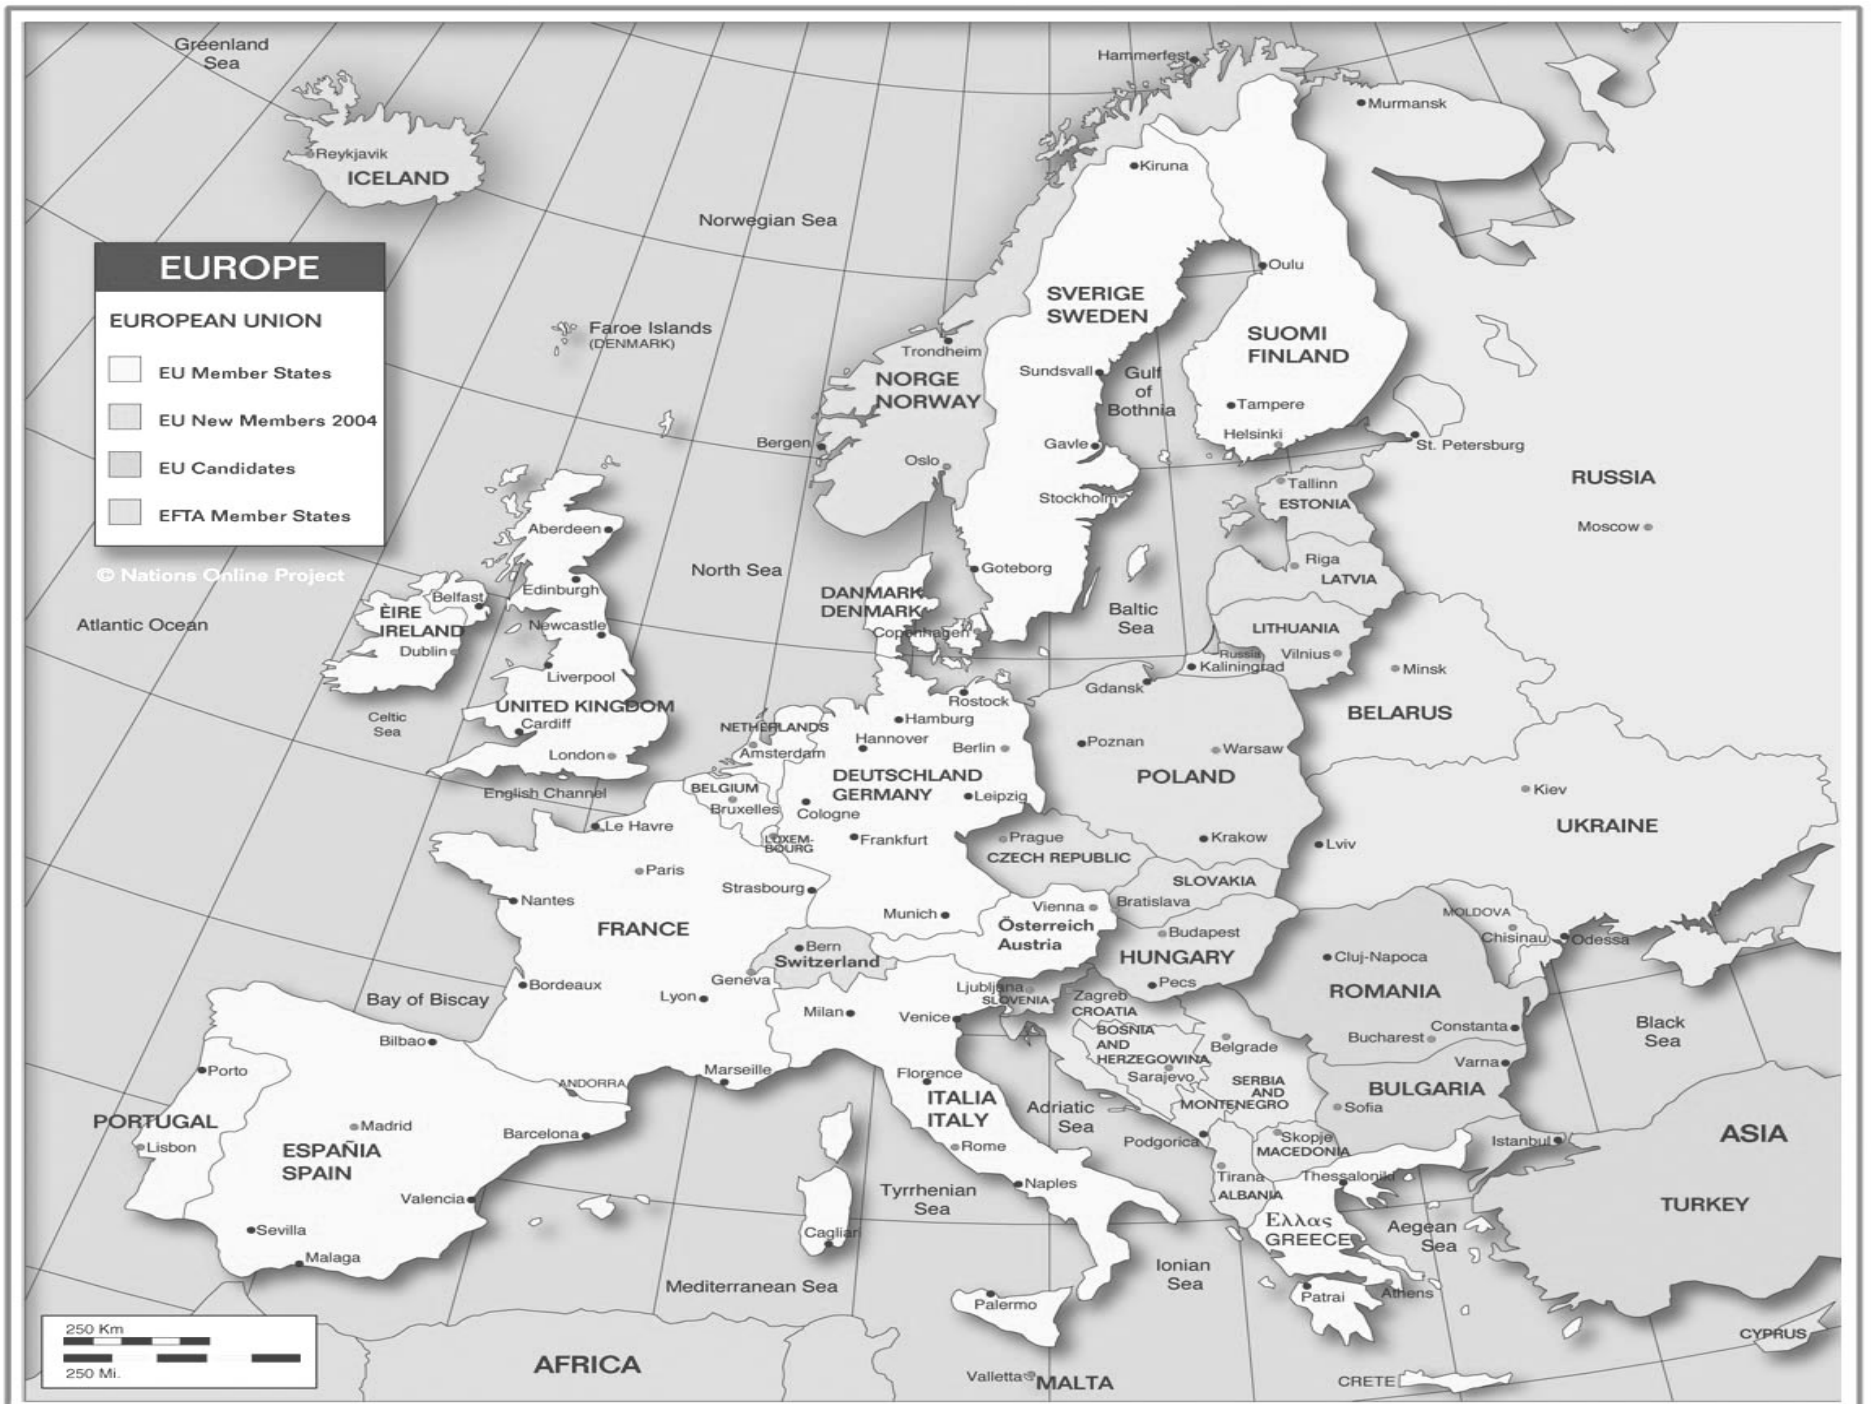 Greenland
Sea
Hammerfest
Murmansk
Reykjavik
ICELAND
Kiruna
Norwegian Sea
EUROPE
EUROPEAN UNION
EU Member States
EU New Members 2004
EU Candidates
EFTA Member States
© Nations Online Project
Oulu
SVERIGE
SWEDEN
SUOMI
FINLAND
Faroe Islands
(DENMARK)
Trondheim
NORGE
NORWAY
Sundsvall
Gulf
of
Bothnia
Tampere
Helsinki
Bergen
Gavle
St. Petersburg
Oslo
RUSSIA
Tallinn
ESTONIA
Stockholm
Moscow
Aberdeen
North Sea
Goteborg
Riga
LATVIA
Edinburgh
DANMARK
DENMARK
Baltic
Sea
Belfast
ÈIRE
IRELAND
Atlantic Ocean
Newcastle
Copenhagen
LITHUANIA
Dublin
Russia
Vilnius
Kaliningrad
Minsk
Liverpool
Gdansk
UNITED KINGDOM
Rostock
BELARUS
Celtic
Sea
Cardiff
NETHERLANDS
Hamburg
Amsterdam
Hannover
Berlin
Poznan
Warsaw
London
DEUTSCHLAND
GERMANY
POLAND
English Channel
BELGIUM
Bruxelles
Leipzig
Kiev
Cologne
Le Havre
UKRAINE
LUXEM-
BOURG
Frankfurt
Prague
Krakow
Lviv
CZECH REPUBLIC
Paris
Strasbourg
SLOVAKIA
Nantes
Munich
Vienna
Bratislava
MOLDOVA
FRANCE
Österreich
Austria
Budapest
Chisinau
Odessa
Bern
Switzerland
HUNGARY
Cluj-Napoca
Geneva
Pecs
Bordeaux
Bay of Biscay
Lyon
Ljubljana
SLOVENIA
Zagreb
CROATIA
ROMANIA
Milan
Venice
Constanta
Black
Sea
BOSNIA
AND
HERZEGOWINA
Belgrade
Bucharest
Bilbao
Varna
Porto
Marseille
Florence
Sarajevo
ANDORRA
SERBIA
AND
MONTENEGRO
BULGARIA
ITALIA
ITALY
Adriatic
Sea
Sofia
PORTUGAL
Madrid
Barcelona
Podgorica
Skopje
MACEDONIA
Istanbul
ASIA
Lisbon
Rome
ESPAÑIA
SPAIN
Tirana
ALBANIA
Thessaloniki
Naples
Tyrrhenian
Sea
Valencia
TURKEY
Sevilla
Cagliari
Ελλας
GREECE
Aegean
Sea
Malaga
Ionian
Sea
Mediterranean Sea
Patrai
Athens
Palermo
250 Km
250 Mi.
CYPRUS
AFRICA
Valletta
MALTA
CRETE